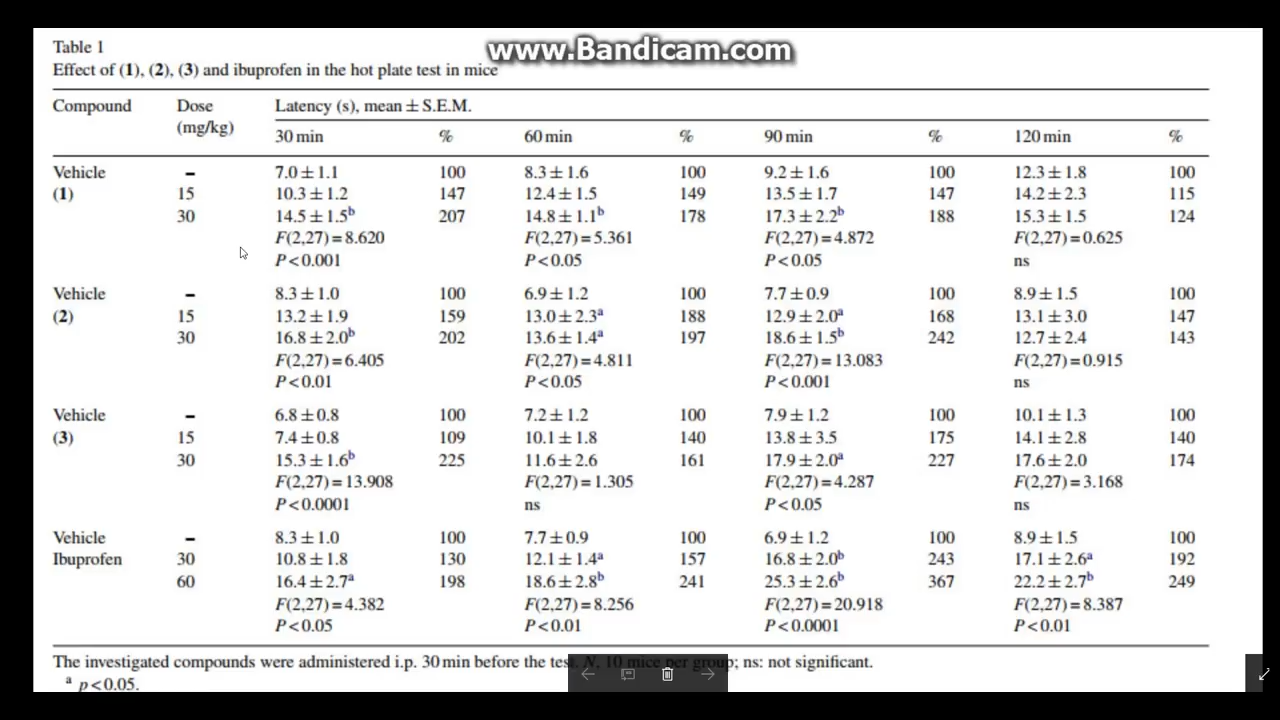 www.Bandicam.com
Table 1
Effect of (1), (2), (3) and ibuprofen in the hot plate test in mice
Compound Dose (mg/kg) Latency (s), mean ± S.E.M.
30 min % 60 min % 90 min % 120 min %
Vehicle – 7.0 ± 1.1 100 8.3 ± 1.6 100 9.2 ± 1.6 100 12.3 ± 1.8 100
(1) 15 10.3 ± 1.2 147 12.4 ± 1.5 149 13.5 ± 1.7 147 14.2 ± 2.3 115
30 14.5 ± 1.5b 207 14.8 ± 1.1b 178 17.3 ± 2.2b 188 15.3 ± 1.5 124
F(2,27) = 8.620 F(2,27) = 5.361 F(2,27) = 4.872 F(2,27) = 0.625
P < 0.001 P < 0.05 P < 0.05 ns
Vehicle – 8.3 ± 1.0 100 6.9 ± 1.2 100 7.7 ± 0.9 100 8.9 ± 1.5 100
(2) 15 13.2 ± 1.9 159 13.0 ± 2.3a 188 12.9 ± 2.0a 168 13.1 ± 3.0 147
30 16.8 ± 2.0b 202 13.6 ± 1.4a 197 18.6 ± 1.5b 242 12.7 ± 2.4 143
F(2,27) = 6.405 F(2,27) = 4.811 F(2,27) = 13.083 F(2,27) = 0.915
P < 0.01 P < 0.05 P < 0.001 ns
Vehicle – 6.8 ± 0.8 100 7.2 ± 1.2 100 7.9 ± 1.2 100 10.1 ± 1.3 100
(3) 15 7.4 ± 0.8 109 10.1 ± 1.8 140 13.8 ± 3.5 175 14.1 ± 2.8 140
30 15.3 ± 1.6b 225 11.6 ± 2.6 161 17.9 ± 2.0a 227 17.6 ± 2.0 174
F(2,27) = 13.908 F(2,27) = 1.305 F(2,27) = 4.287 F(2,27) = 3.168
P < 0.0001 ns P < 0.05 ns
Vehicle – 8.3 ± 1.0 100 7.7 ± 0.9 100 6.9 ± 1.2 100 8.9 ± 1.5 100
Ibuprofen 30 10.8 ± 1.8 130 12.1 ± 1.4a 157 16.8 ± 2.0b 243 17.1 ± 2.6a 192
60 16.4 ± 2.7a 198 18.6 ± 2.8b 241 25.3 ± 2.6b 367 22.2 ± 2.7b 249
F(2,27) = 4.382 F(2,27) = 8.256 F(2,27) = 20.918 F(2,27) = 8.387
P < 0.05 P < 0.01 P < 0.0001 P < 0.01
The investigated compounds were administered i.p. 30 min before the test. N, 10 mice per group; ns: not significant.
a p < 0.05.